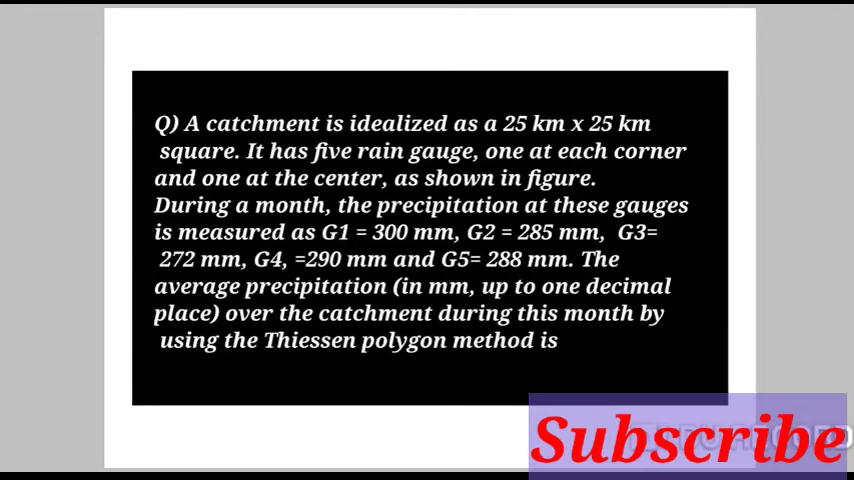 Q) A catchment is idealized as a 25 km x 25 km
square. It has five rain gauge, one at each corner
and one at the center, as shown in figure.
During a month, the precipitation at these gauges
is measured as G1 = 300 mm, G2 = 285 mm, G3=
272 mm, G4, =290 mm and G5= 288 mm. The
average precipitation (in mm, up to one decimal
place) over the catchment during this month by
using the Thiessen polygon method is
Subscribe